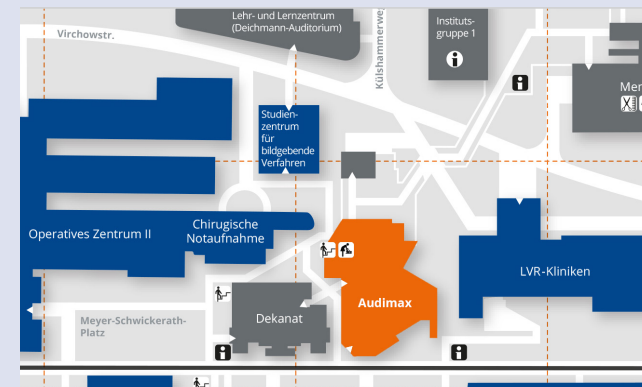 Lehr- und Lernzentrum
(Deichmann-Auditorium)
Virchowstr.
Instituts-
gruppe 1
Studien-
zentrum
für
bildgebende
Verfahren
Operatives Zentrum II
Chirugische
Notaufnahme
LVR-Kliniken
Audimax
Dekanat
Meyer-Schwickerath-
Platz